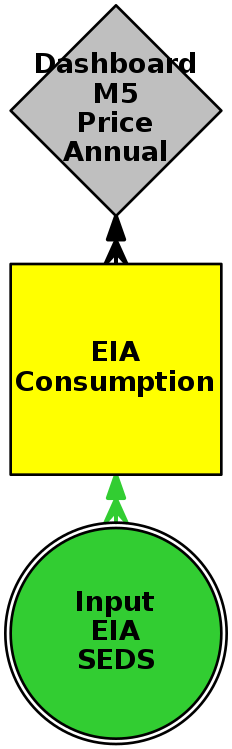 Dashboard
M5
Price
Annual
EIA
Consumption
Input
EIA
SEDS